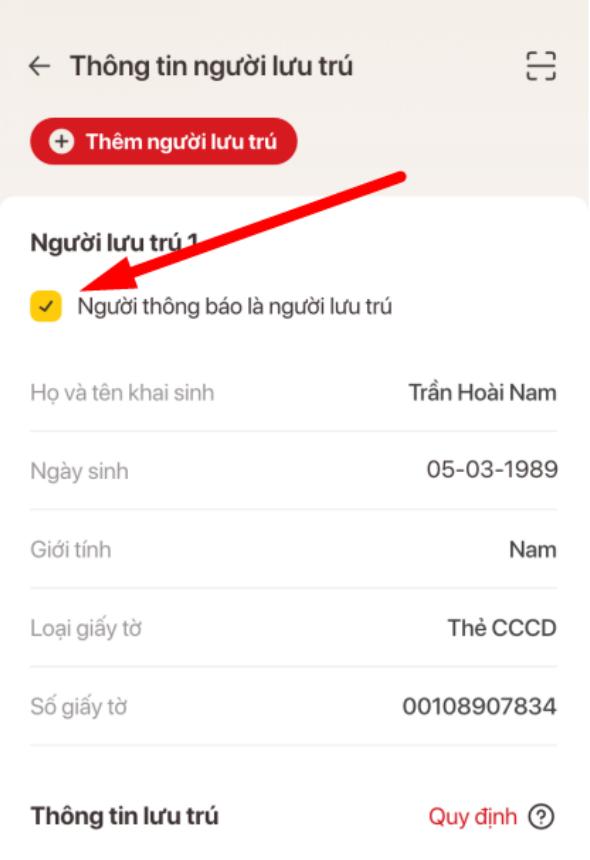 Thông tin người lưu trú
Thêm người lưu trú
Người lưu trú 1
Người thông báo là người lưu trú
Họ và tên khai sinh Trần Hoài Nam
Ngày sinh 05-03-1989
Giới tính Nam
Loại giấy tờ Thẻ CCCD
Số giấy tờ 00108907834
Thông tin lưu trú Quy định